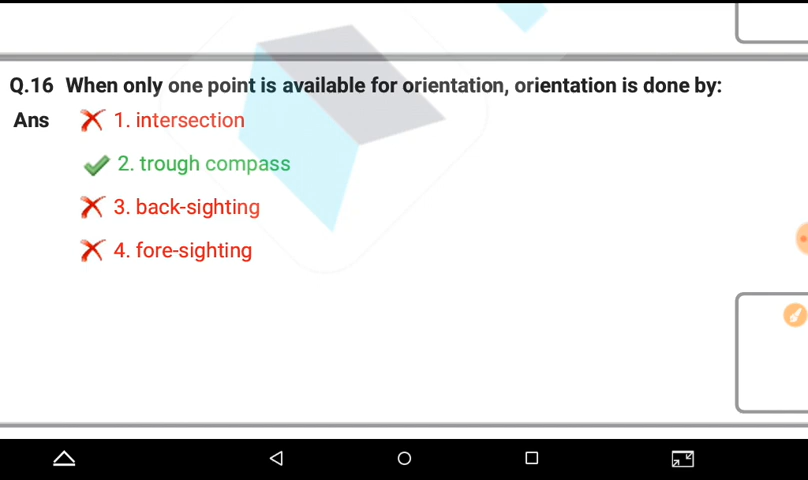 Q.16 When only one point is available for orientation, orientation is done by:
Ans 1. intersection
2. trough compass
3. back-sighting
4. fore-sighting